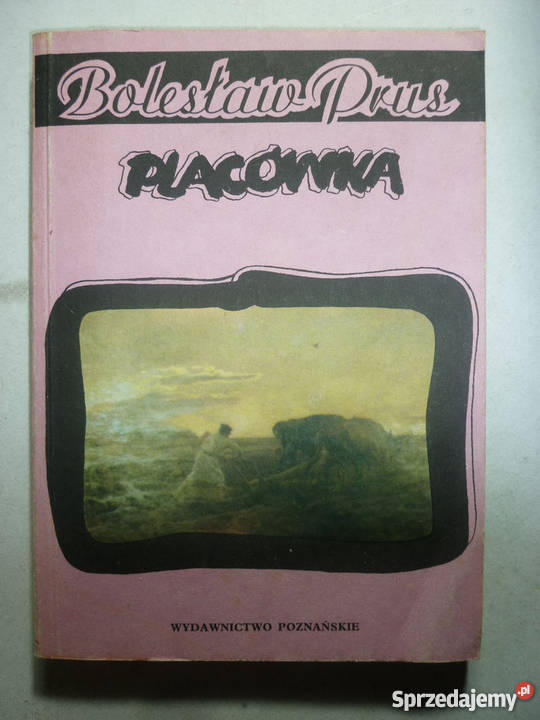 Bolesław Prus
PLACÓWKA
WYDAWNICTWO POZNAŃSKIE
Sprzedajemy.pl